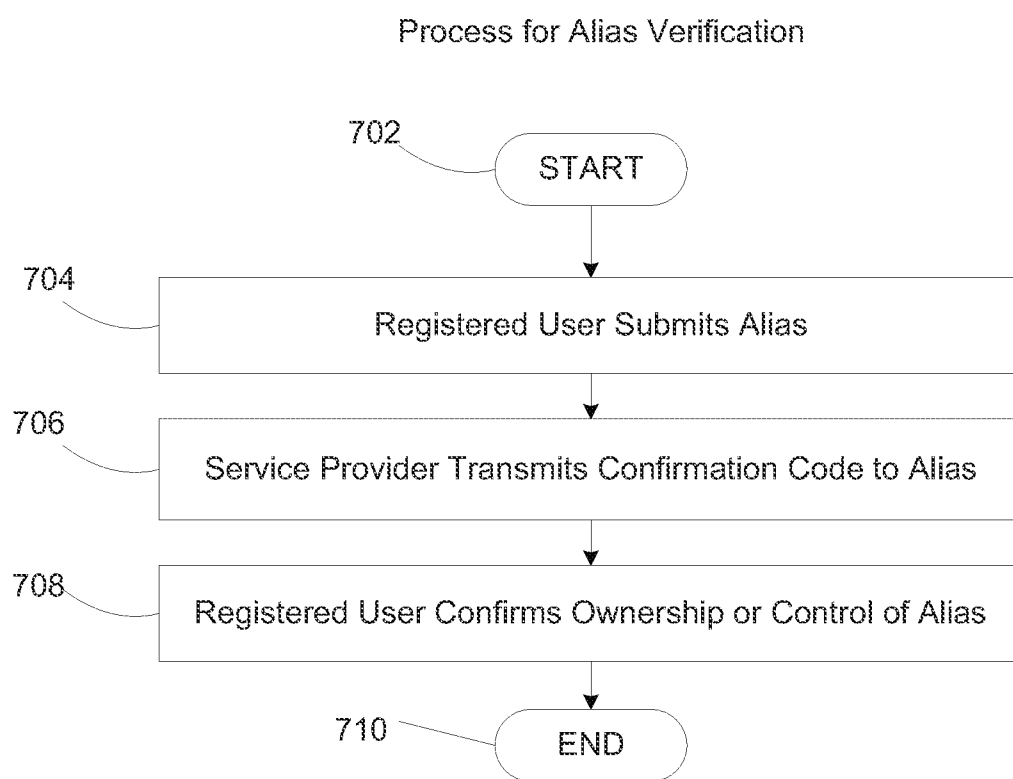 Process for Alias Verification
702
START
704
Registered User Submits Alias
706
Service Provider Transmits Confirmation Code to Alias
708
Registered User Confirms Ownership or Control of Alias
710
END